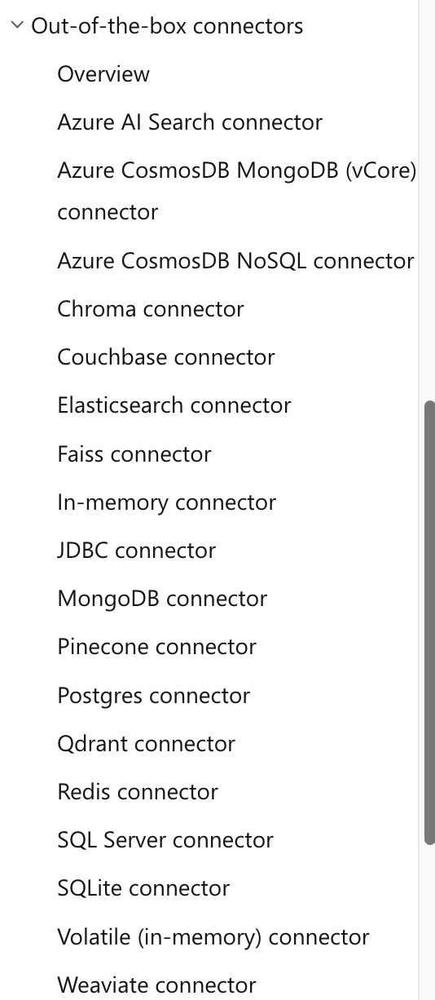 Out-of-the-box connectors
Overview
Azure AI Search connector
Azure CosmosDB MongoDB (vCore)
connector
Azure CosmosDB NoSQL connector
Chroma connector
Couchbase connector
Elasticsearch connector
Faiss connector
In-memory connector
JDBC connector
MongoDB connector
Pinecone connector
Postgres connector
Qdrant connector
Redis connector
SQL Server connector
SQLite connector
Volatile (in-memory) connector
Weaviate connector